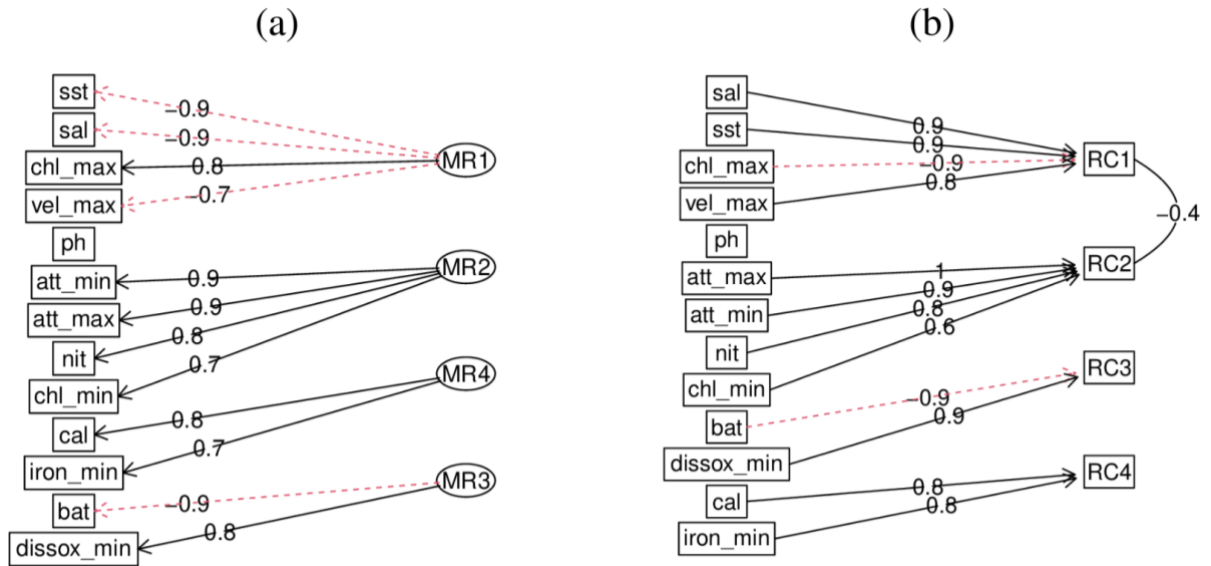 (a)
sst
sal
chl_max
vel_max
ph
att_min
att_max
nit
chl_min
cal
iron_min
bat
dissox_min
−0.9
−0.9
0.8
−0.7
0.9
0.9
0.8
0.7
0.8
0.7
−0.9
0.8
MR1
MR2
MR4
MR3
(b)
sal
sst
chl_max
vel_max
ph
att_max
att_min
nit
chl_min
bat
dissox_min
cal
iron_min
0.9
0.9
−0.9
0.8
1
0.9
0.8
0.6
−0.9
0.9
0.8
0.8
RC1
RC2
RC3
RC4
−0.4